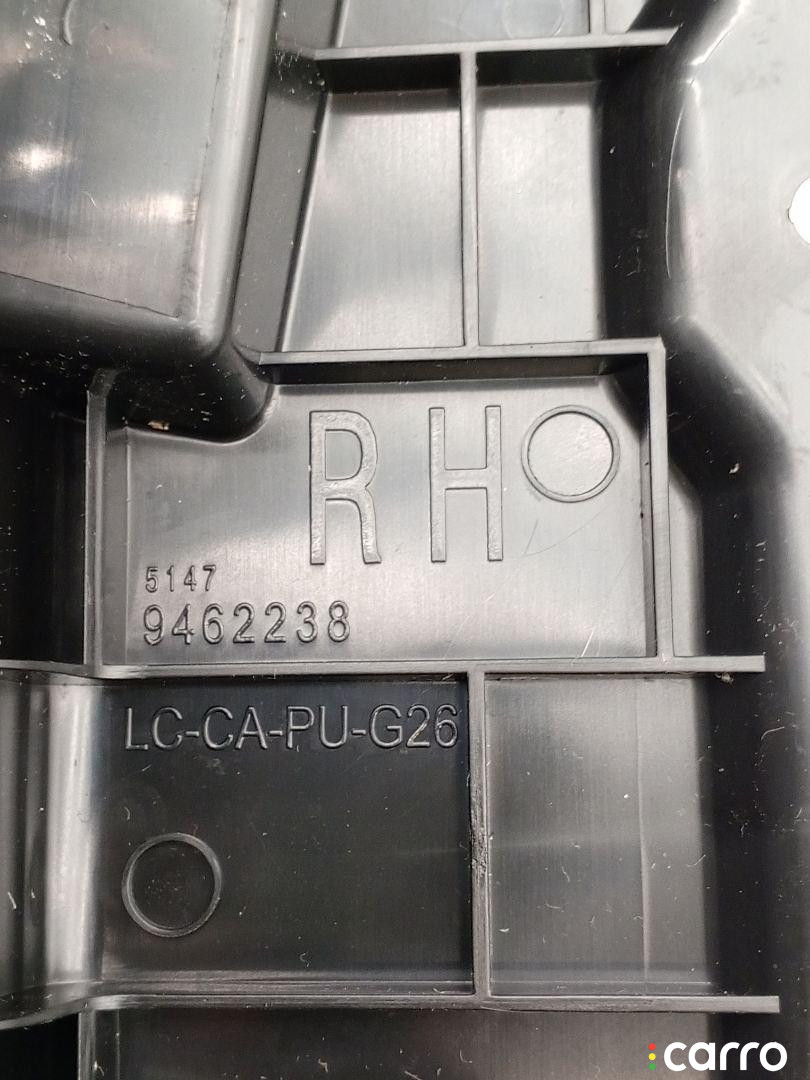 RH
5147
9462238
LC-CA-PU-G26
carro